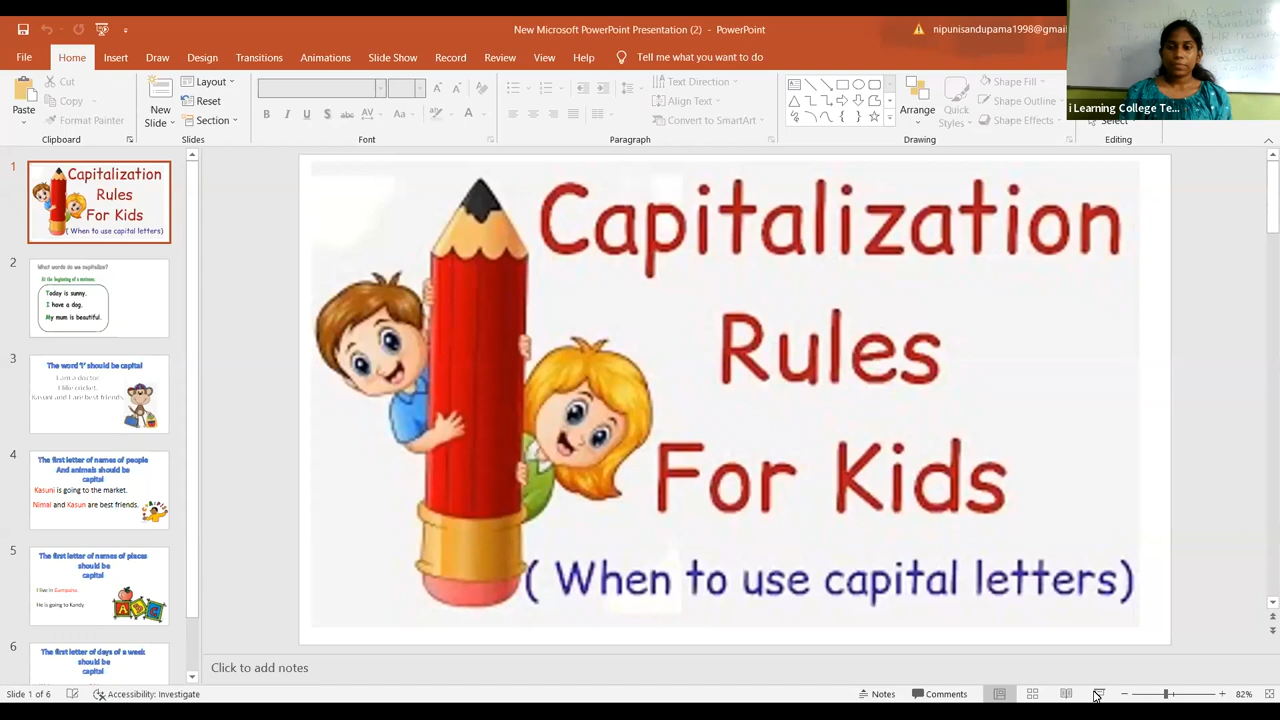 New Microsoft PowerPoint Presentation (2) - PowerPoint
nipunisandupama1998@gmail
File Home Insert Draw Design Transitions Animations Slide Show Record Review View Help Tell me what you want to do
Paste
Cut
Copy
Format Painter
Clipboard
New
Slide
Layout
Reset
Section
Slides
Font
Text Direction
Align Text
Convert to SmartArt
Paragraph
Arrange
Quick
Styles
Shape Fill
Shape Outline
Shape Effects
Drawing
Select
Editing
i Learning College Te...
1
Capitalization
Rules
For Kids
( When to use capital letters)
2
What words do we capitalize?
At the beginning of a sentence.
Today is sunny.
I have a dog.
My mum is beautiful.
3
The word 'I' should be capital
I am a doctor.
I like cricket.
Kasuni and I are best friends.
4
The first letter of names of people
And animals should be
capital
Kasuni is going to the market.
Nimal and Kasun are best friends.
5
The first letter of names of places
should be
capital
I live in Gampaha.
He is going to Kandy.
A B C
6
The first letter of days of a week
should be
capital
Capitalization
Rules
For Kids
( When to use capital letters)
Click to add notes
Slide 1 of 6
Accessibility: Investigate
Notes
Comments
82%